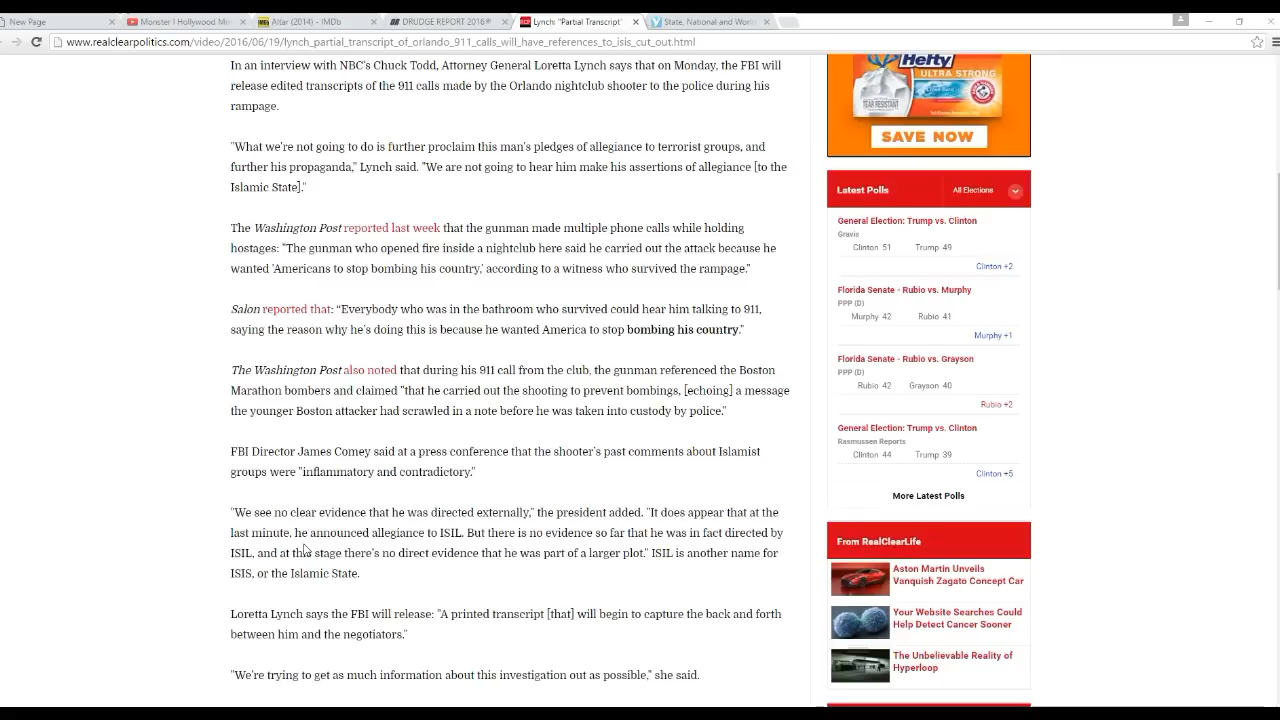 New Page
Monster | Hollywood Me
Altar (2014) - IMDb
DRUDGE REPORT 2016®
Lynch: "Partial Transcript"
State, National and World
www.realclearpolitics.com/video/2016/06/19/lynch_partial_transcript_of_orlando_911_calls_will_have_references_to_isis_cut_out.html
In an interview with NBC's Chuck Todd, Attorney General Loretta Lynch says that on Monday, the FBI will
release edited transcripts of the 911 calls made by the Orlando nightclub shooter to the police during his
rampage.
"What we're not going to do is further proclaim this man's pledges of allegiance to terrorist groups, and
further his propaganda," Lynch said. "We are not going to hear him make his assertions of allegiance [to the
Islamic State]."
The Washington Post reported last week that the gunman made multiple phone calls while holding
hostages: "The gunman who opened fire inside a nightclub here said he carried out the attack because he
wanted 'Americans to stop bombing his country,' according to a witness who survived the rampage."
Salon reported that: “Everybody who was in the bathroom who survived could hear him talking to 911,
saying the reason why he’s doing this is because he wanted America to stop bombing his country.”
The Washington Post also noted that during his 911 call from the club, the gunman referenced the Boston
Marathon bombers and claimed "that he carried out the shooting to prevent bombings, [echoing] a message
the younger Boston attacker had scrawled in a note before he was taken into custody by police."
FBI Director James Comey said at a press conference that the shooter's past comments about Islamist
groups were "inflammatory and contradictory."
"We see no clear evidence that he was directed externally," the president added. "It does appear that at the
last minute, he announced allegiance to ISIL. But there is no evidence so far that he was in fact directed by
ISIL, and at this stage there's no direct evidence that he was part of a larger plot." ISIL is another name for
ISIS, or the Islamic State.
Loretta Lynch says the FBI will release: "A printed transcript [that] will begin to capture the back and forth
between him and the negotiators."
"We're trying to get as much information about this investigation out as possible," she said.
Hefty
ULTRA STRONG
ARM & HAMMER
TEAR RESISTANT
SAVE NOW
Latest Polls
All Elections
General Election: Trump vs. Clinton
Gravis
Clinton 51 Trump 49
Clinton +2
Florida Senate - Rubio vs. Murphy
PPP (D)
Murphy 42 Rubio 41
Murphy +1
Florida Senate - Rubio vs. Grayson
PPP (D)
Rubio 42 Grayson 40
Rubio +2
General Election: Trump vs. Clinton
Rasmussen Reports
Clinton 44 Trump 39
Clinton +5
More Latest Polls
From RealClearLife
Aston Martin Unveils
Vanquish Zagato Concept Car
Your Website Searches Could
Help Detect Cancer Sooner
The Unbelievable Reality of
Hyperloop